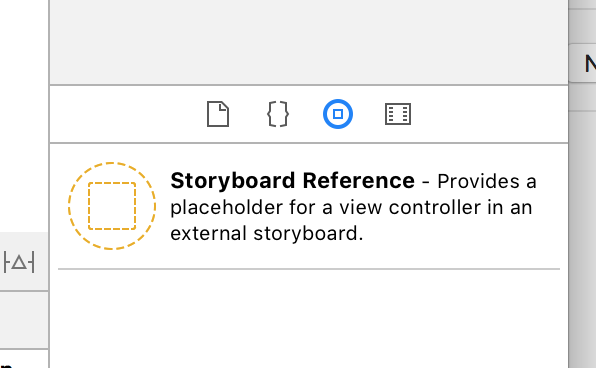 Storyboard Reference - Provides a
placeholder for a view controller in an
external storyboard.
N